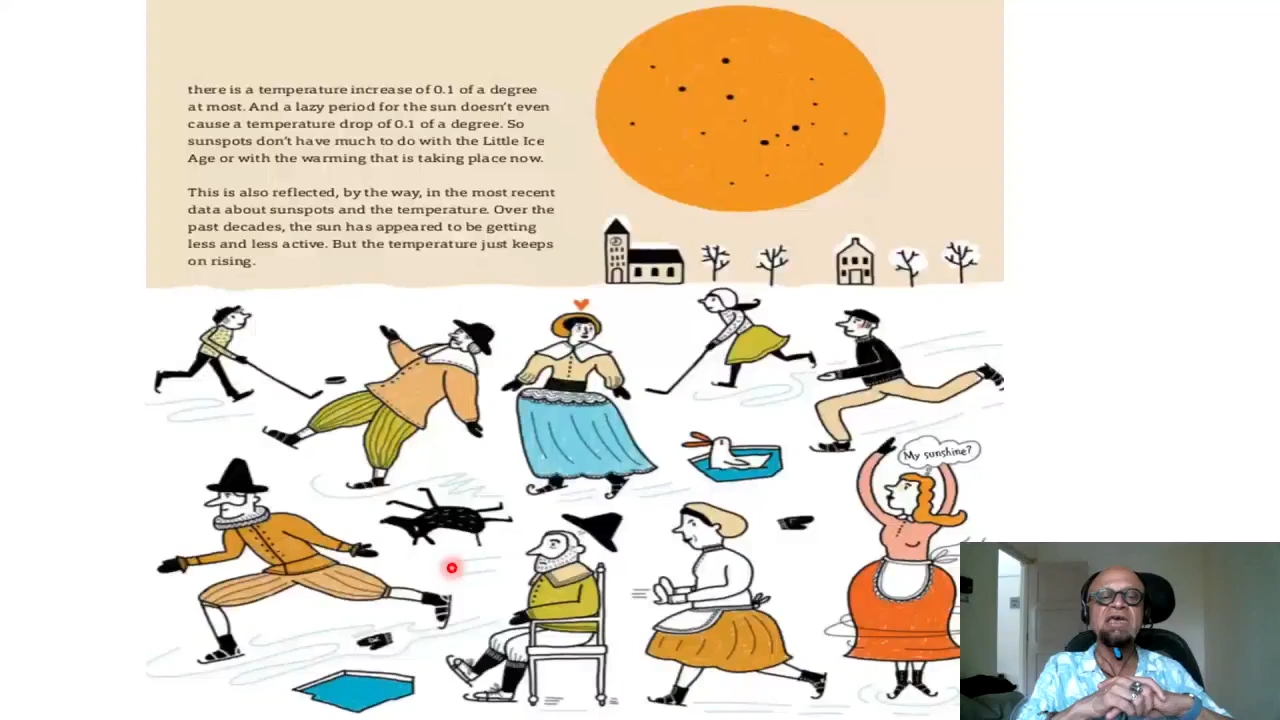 there is a temperature increase of 0.1 of a degree
at most. And a lazy period for the sun doesn't even
cause a temperature drop of 0.1 of a degree. So
sunspots don't have much to do with the Little Ice
Age or with the warming that is taking place now.
This is also reflected, by the way, in the most recent
data about sunspots and the temperature. Over the
past decades, the sun has appeared to be getting
less and less active. But the temperature just keeps
on rising.
My sunshine?